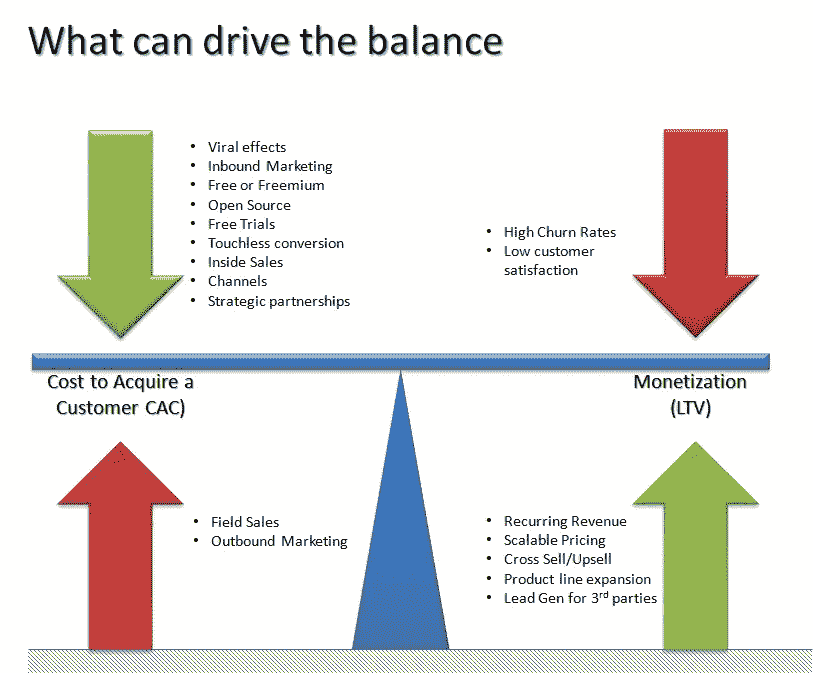 What can drive the balance
• Viral effects
• Inbound Marketing
• Free or Freemium
• Open Source
• Free Trials
• Touchless conversion
• Inside Sales
• Channels
• Strategic partnerships
• High Churn Rates
• Low customer
satisfaction
Cost to Acquire a
Customer CAC)
Monetization
(LTV)
• Field Sales
• Outbound Marketing
• Recurring Revenue
• Scalable Pricing
• Cross Sell/Upsell
• Product line expansion
• Lead Gen for 3rd parties